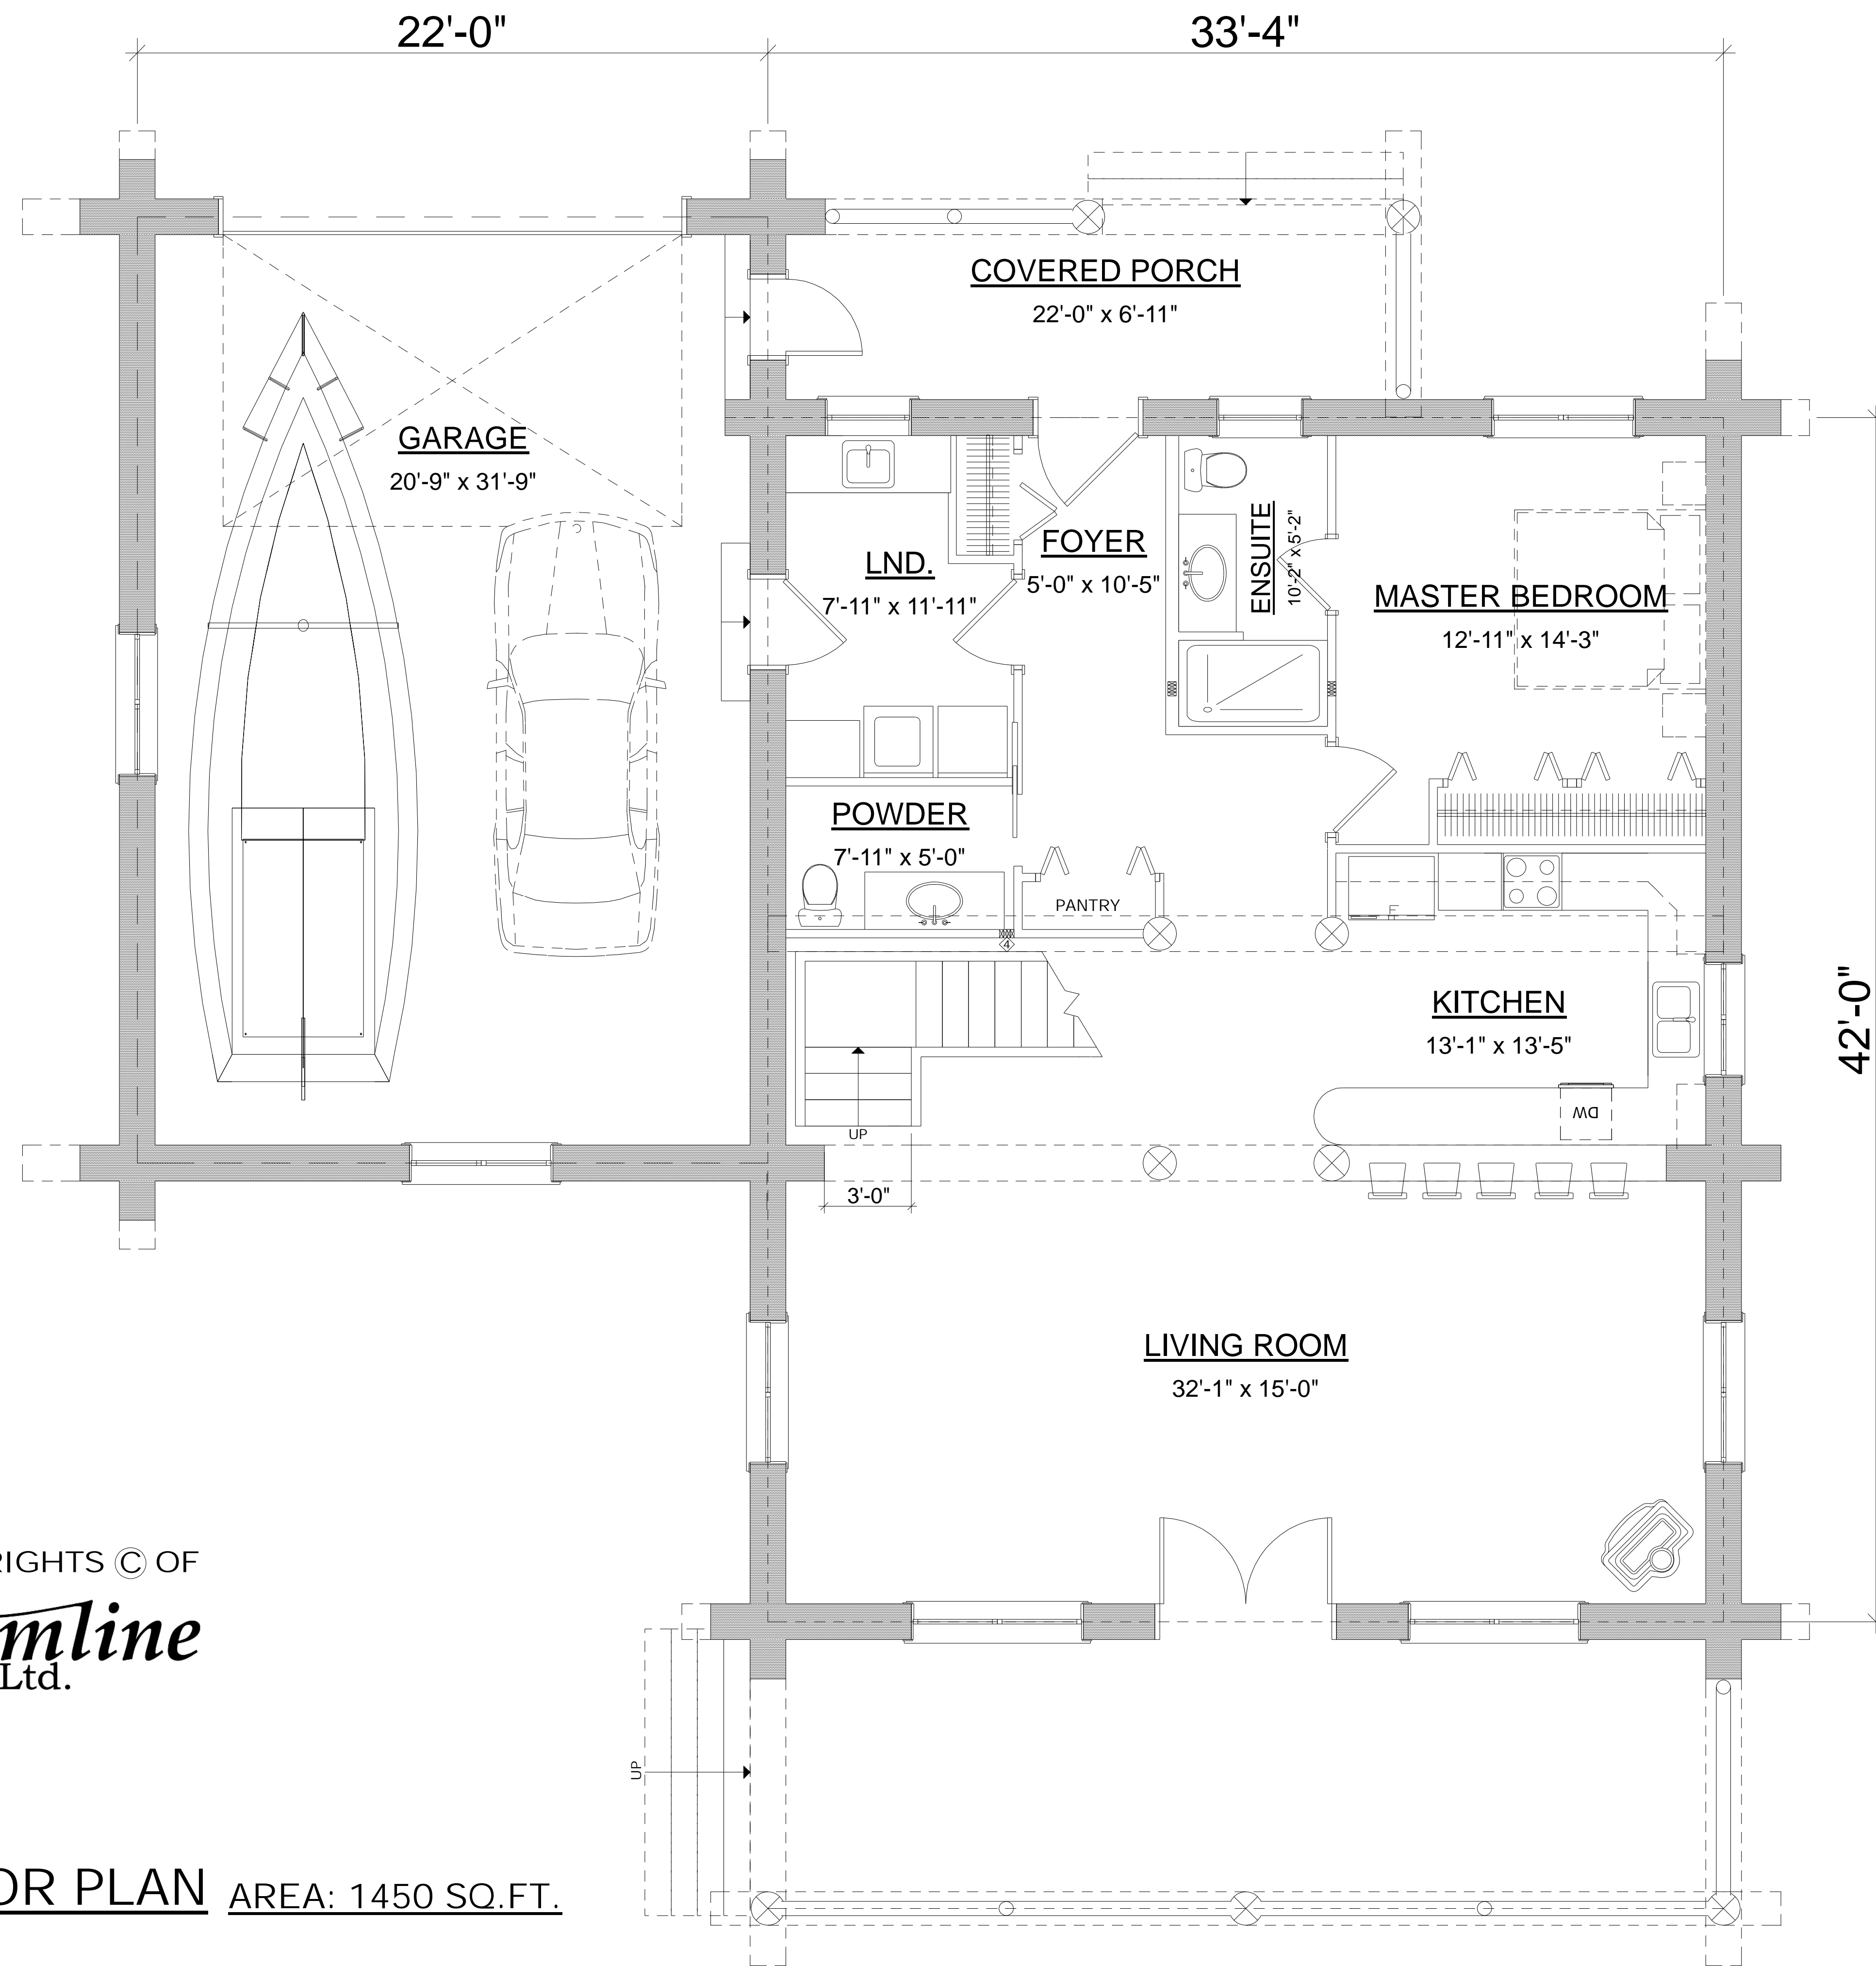 22'-0"
33'-4"
COVERED PORCH
22'-0" x 6'-11"
GARAGE
20'-9" x 31'-9"
LND.
7'-11" x 11'-11"
FOYER
5'-0" x 10'-5"
ENSUITE
10'-2" x 5'-2"
MASTER BEDROOM
12'-11" x 14'-3"
POWDER
7'-11" x 5'-0"
PANTRY
F
4
KITCHEN
13'-1" x 13'-5"
42'-0"
DW
UP
3'-0"
LIVING ROOM
32'-1" x 15'-0"
RIGHTS © OF
mline
Ltd.
UP
OR PLAN AREA: 1450 SQ.FT.